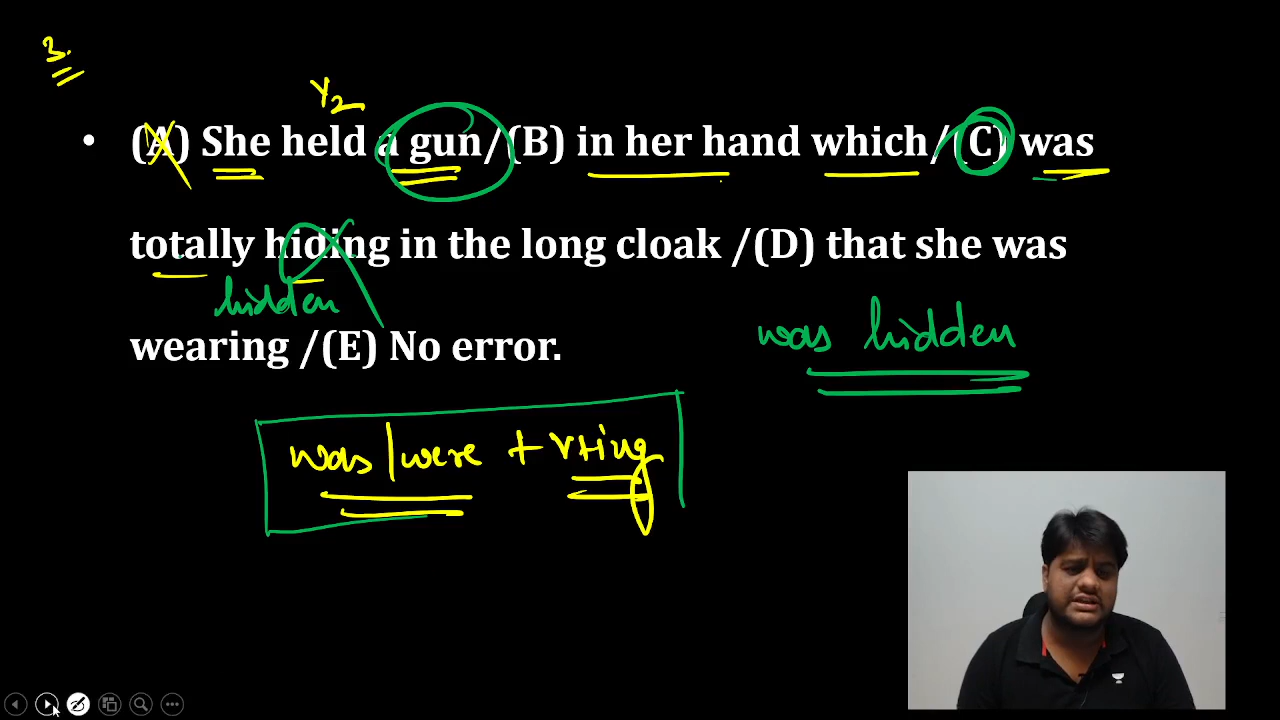 3.
V2
• (A) She held a gun/(B) in her hand which/(C) was
totally hiding in the long cloak /(D) that she was
hidden
was hidden
wearing /(E) No error.
was/were + V+ing